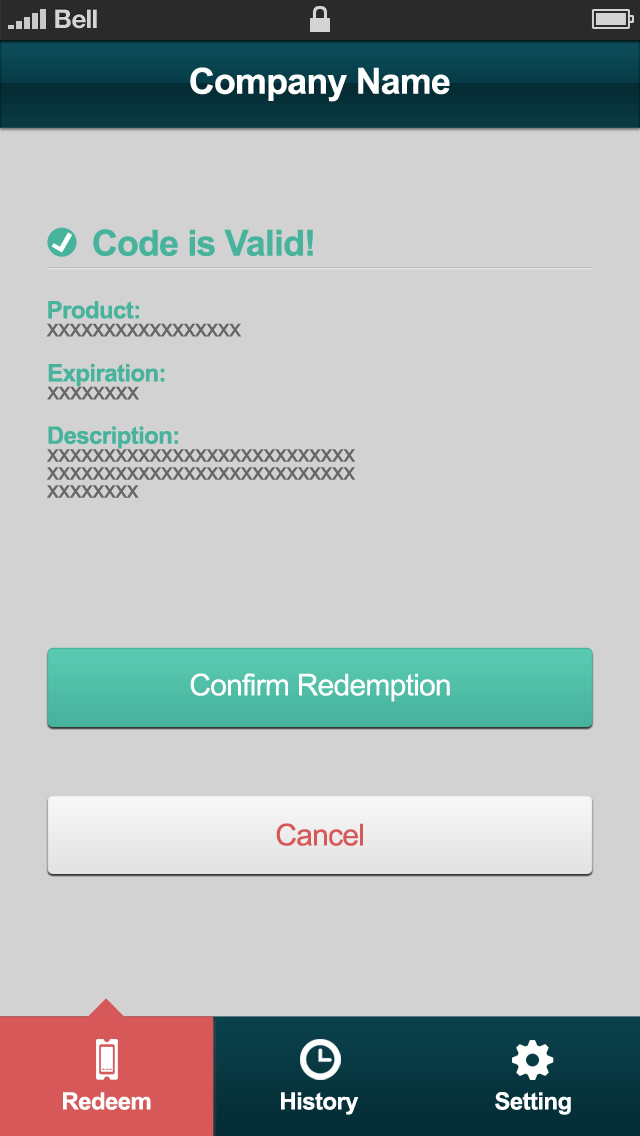 Bell
Company Name
Code is Valid!
Product:
XXXXXXXXXXXXXXXXX
Expiration:
XXXXXXXX
Description:
XXXXXXXXXXXXXXXXXXXXXXXXXXX
XXXXXXXXXXXXXXXXXXXXXXXXXXX
XXXXXXXX
Confirm Redemption
Cancel
Redeem
History
Setting